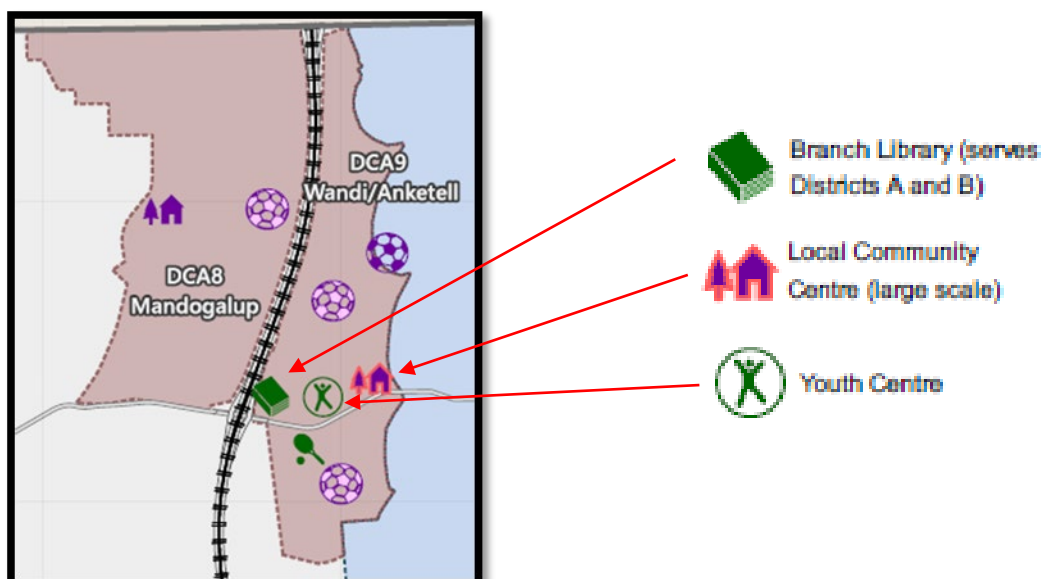 DCA9
Wandi/Anketell
DCA8
Mandogalup
Branch Library (serves
Districts A and B)
Local Community
Centre (large scale)
Youth Centre